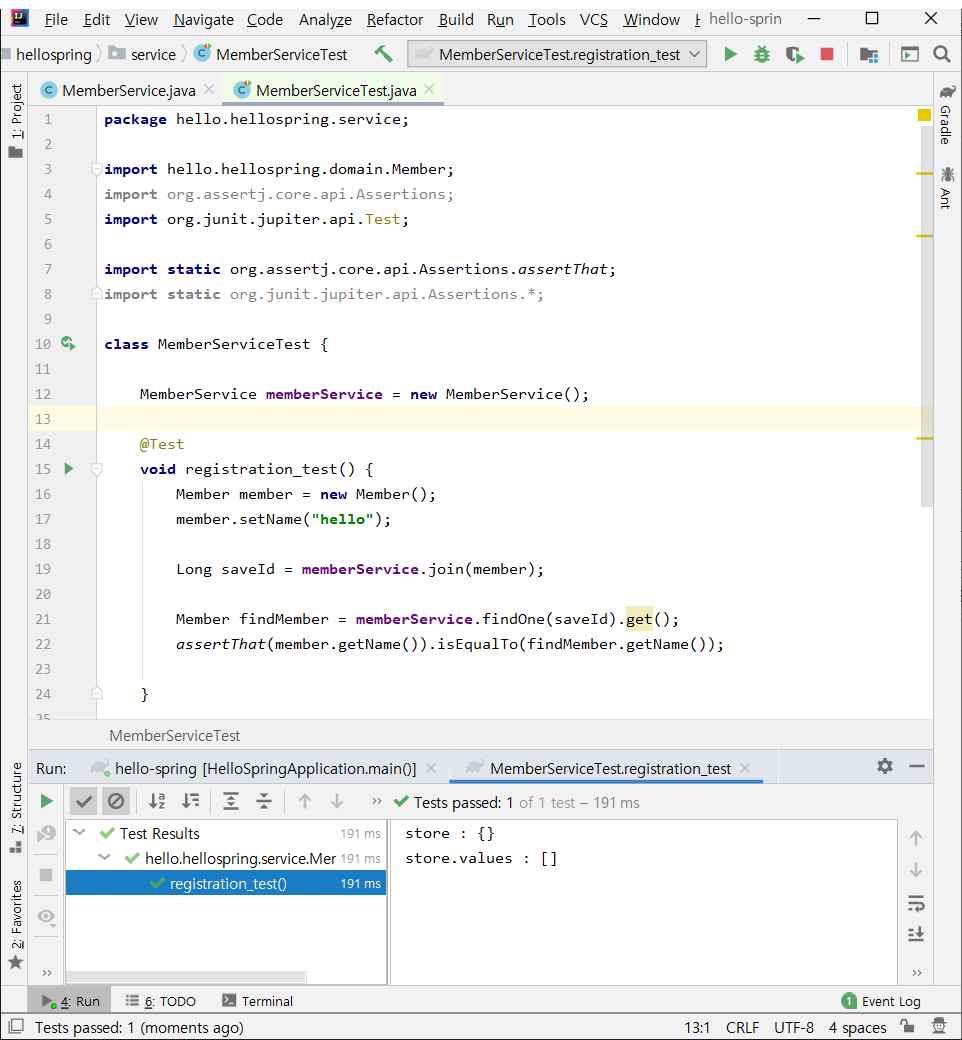 File Edit View Navigate Code Analyze Refactor Build Run Tools VCS Window hello-sprin
hellospring service MemberServiceTest MemberServiceTest.registration_test
MemberService.java MemberServiceTest.java
1: Project
Gradle
Ant
1 package hello.hellospring.service;
2
3 import hello.hellospring.domain.Member;
4 import org.assertj.core.api.Assertions;
5 import org.junit.jupiter.api.Test;
6
7 import static org.assertj.core.api.Assertions.assertThat;
8 import static org.junit.jupiter.api.Assertions.*;
9
10 class MemberServiceTest {
11
12 MemberService memberService = new MemberService();
13
14 @Test
15 void registration_test() {
16 Member member = new Member();
17 member.setName("hello");
18
19 Long saveId = memberService.join(member);
20
21 Member findMember = memberService.findOne(saveId).get();
22 assertThat(member.getName()).isEqualTo(findMember.getName());
23
24 }
25
MemberServiceTest
7: Structure
2: Favorites
Run: hello-spring [HelloSpringApplication.main()] MemberServiceTest.registration_test
Tests passed: 1 of 1 test – 191 ms
Test Results 191 ms
hello.hellospring.service.Mer 191 ms
registration_test() 191 ms
store : {}
store.values : []
4: Run 6: TODO Terminal 1 Event Log
Tests passed: 1 (moments ago) 13:1 CRLF UTF-8 4 spaces